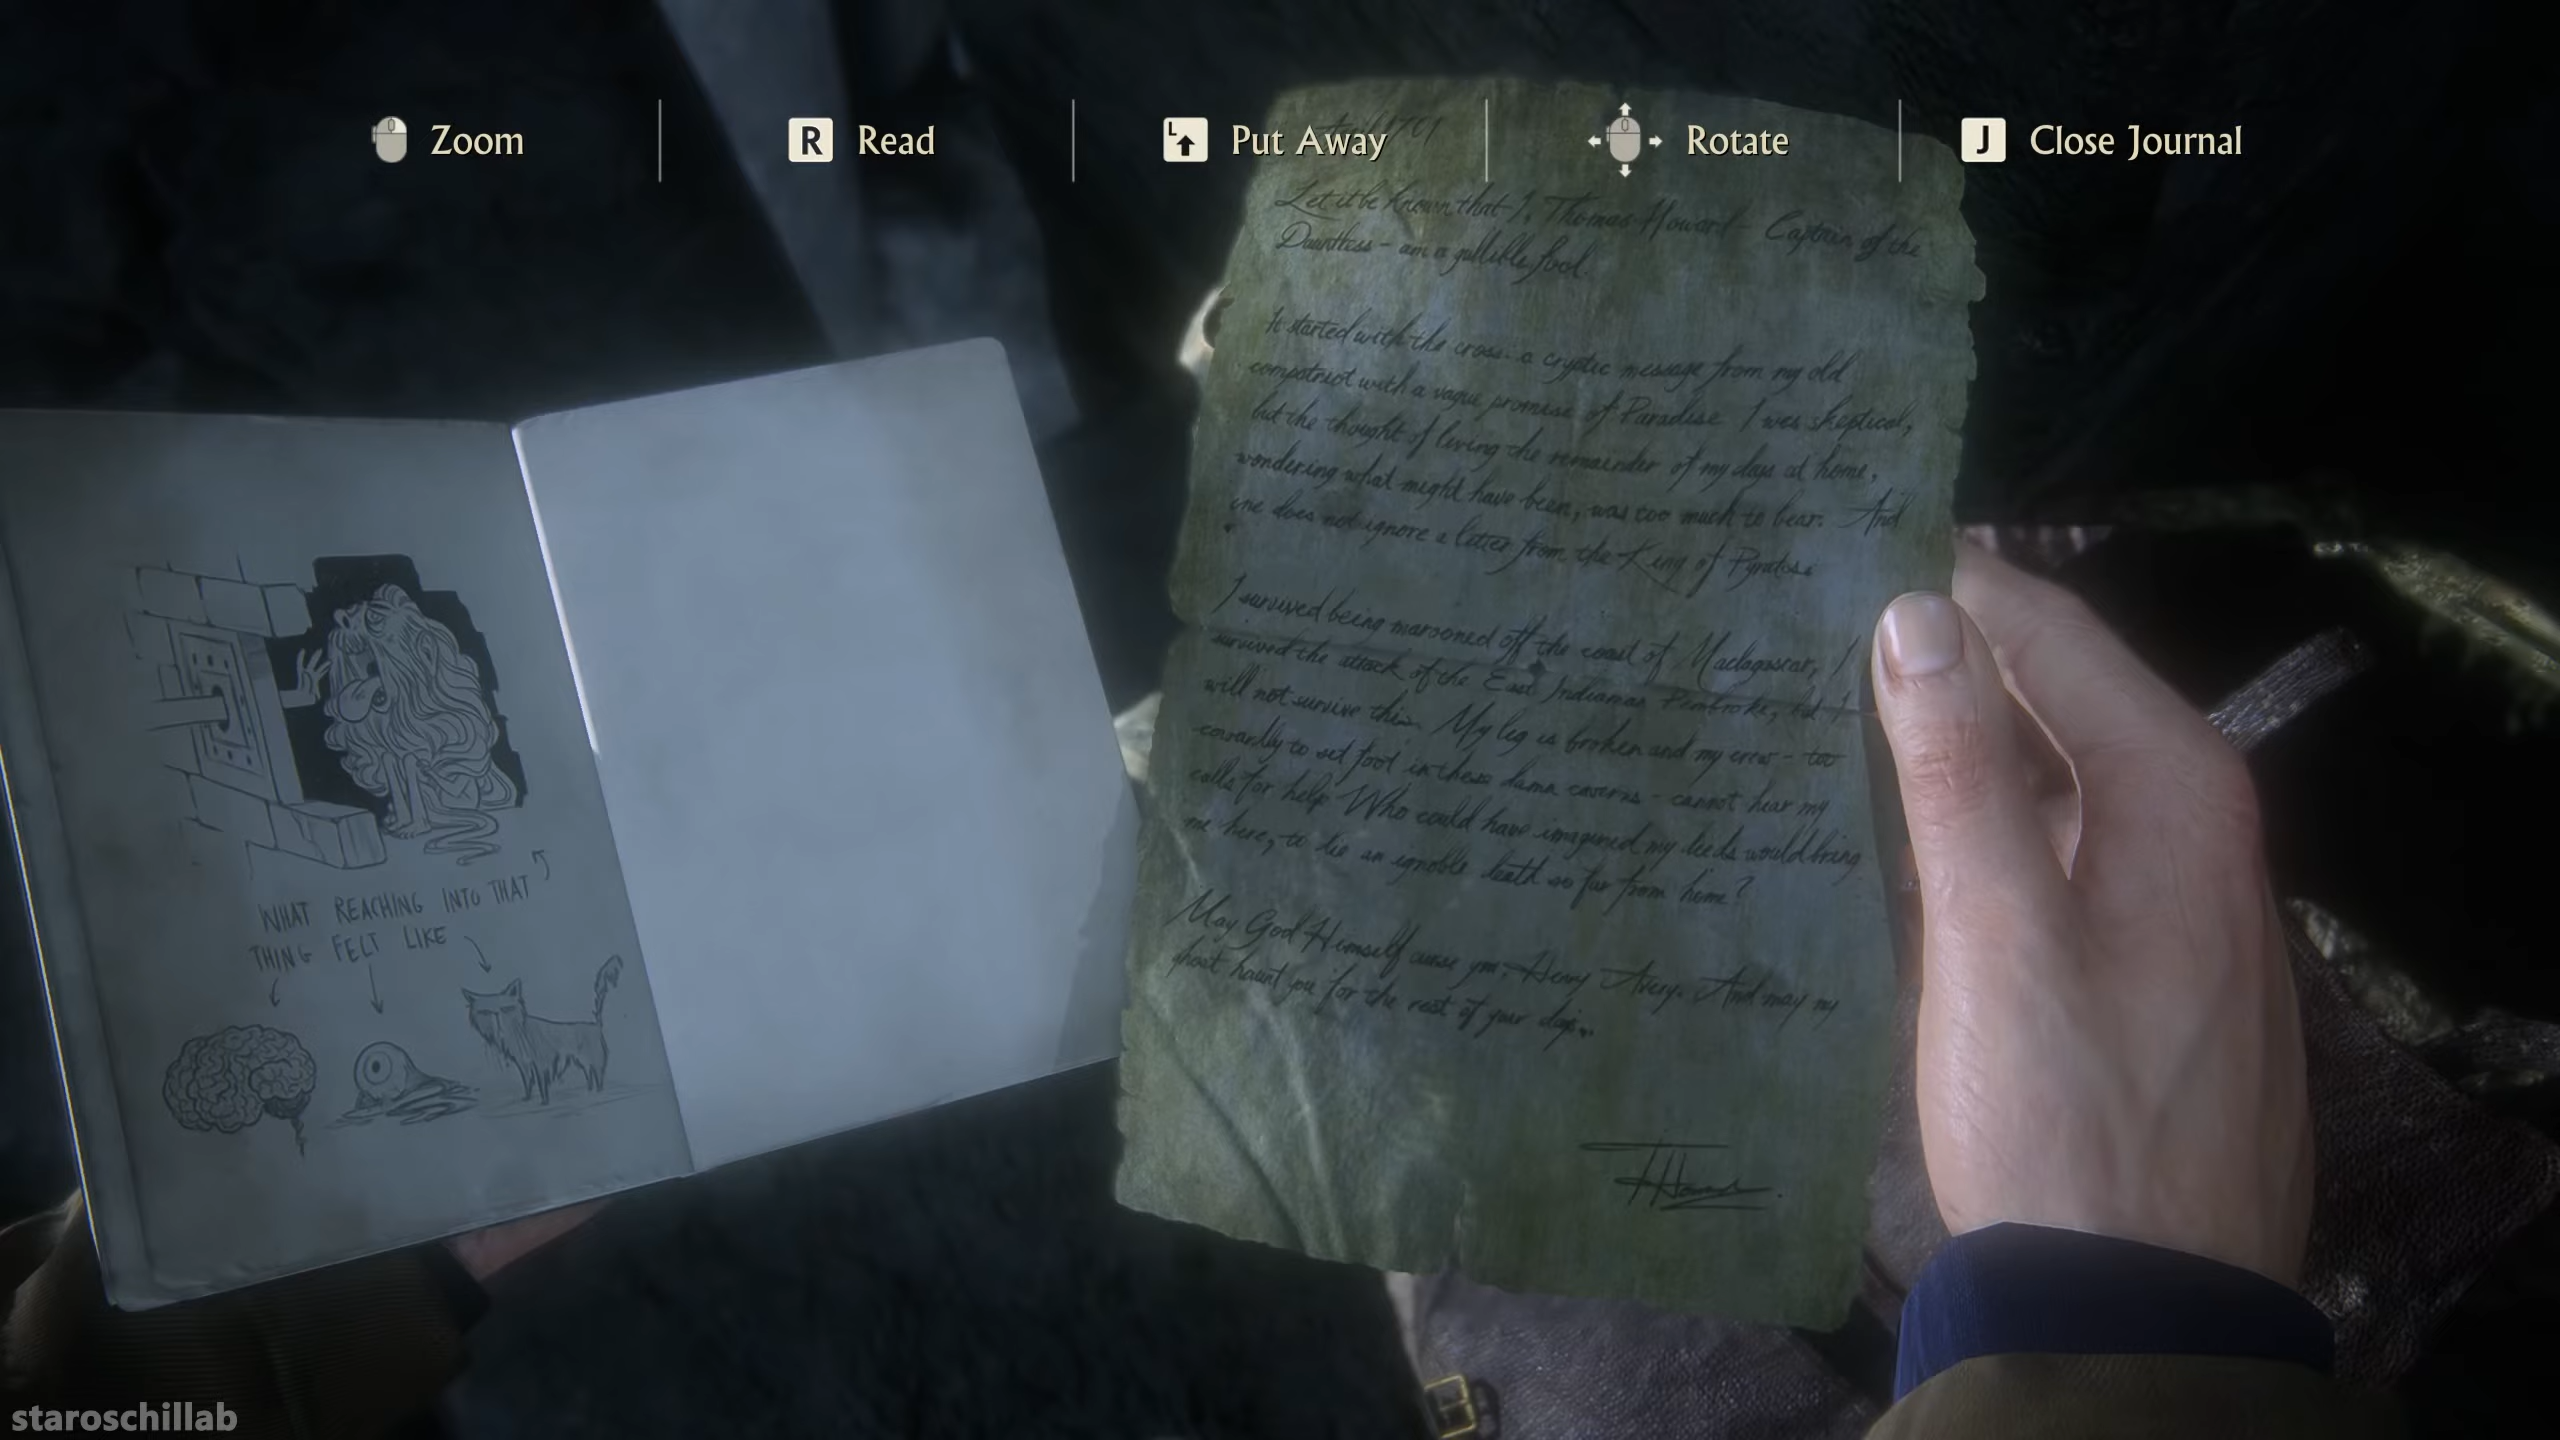 Zoom
R Read
L Put Away
Rotate
J Close Journal
1701
Let it be known that I, Thomas Howard - Captain of the
Dauntless - am a gullible fool.
It started with the cross: a cryptic message from my old
compatriot with a vague promise of Paradise. I was skeptical,
but the thought of living the remainder of my days at home,
wondering what might have been, was too much to bear. And
one does not ignore a letter from the King of Pyrates.
I survived being marooned off the coast of Madagascar, I
survived the attack of the East Indiaman Pembroke, but I
will not survive this. My leg is broken and my crew - too
cowardly to set foot in these damn caverns - cannot hear my
calls for help. Who could have imagined my deeds would bring
me here, to die an ignoble death so far from home?
May God Himself curse you, Henry Avery. And may my
ghost haunt you for the rest of your days..
WHAT REACHING INTO THAT
THING FELT LIKE
staroschillab